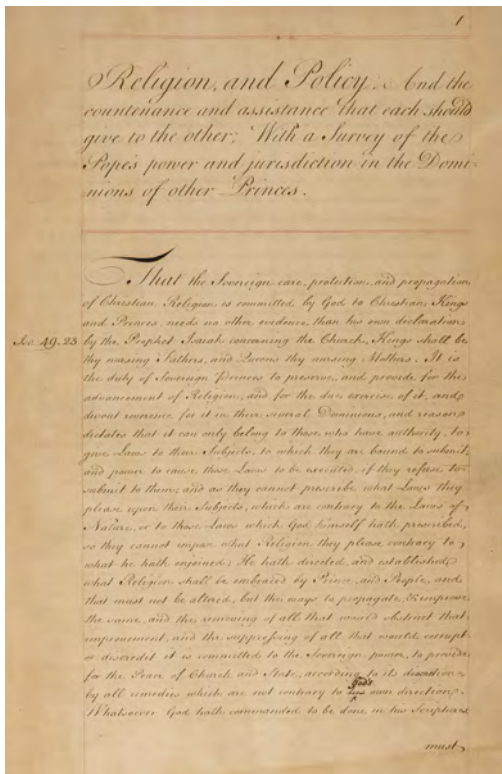 1
Religion, and Policy: And the
countenance and assistance that each should
give to the other; With a Survey of the
Pope's power and jurisdiction in the Domi-
nions of other Princes.
That the Sovereign care, protection, and propagation
of Christian Religion is committed by God to Christian Kings
and Princes needs no other evidence, than his own declaration
Isa. 49.23 by the Prophet Isaiah concerning the Church, Kings shall be
thy nursing Fathers, and Queens thy nursing Mothers. It is
the duty of Sovereign Princes to preserve, and provide for the
advancement of Religion, and for the due exercise of it, and
devout reverence for it in their several Dominions, and reason
dictates that it can only belong to those who have authority, to
give Laws to their Subjects, to which they are bound to submit,
and power to cause those Laws to be executed, if they refuse to
submit to them; and as they cannot prescribe what Laws they
please upon their Subjects, which are contrary to the Laws of
Nature, or to those Laws which God himself hath prescribed,
so they cannot impose what Religion they please contrary to
what he hath enjoined; He hath directed, and established
what Religion shall be embraced by Prince, and People, and
that must not be altered, but the ways to propagate, & improve
the same, and the removing of all that would obstruct that
improvement, and the suppressing of all that would corrupt
or discredit it is committed to the Sovereign power, to provide
for the Peace of Church and State, according to its discretion
by all remedies which are not contrary to God's own directions.
Whatsoever God hath commanded to be done in his Scriptures
must